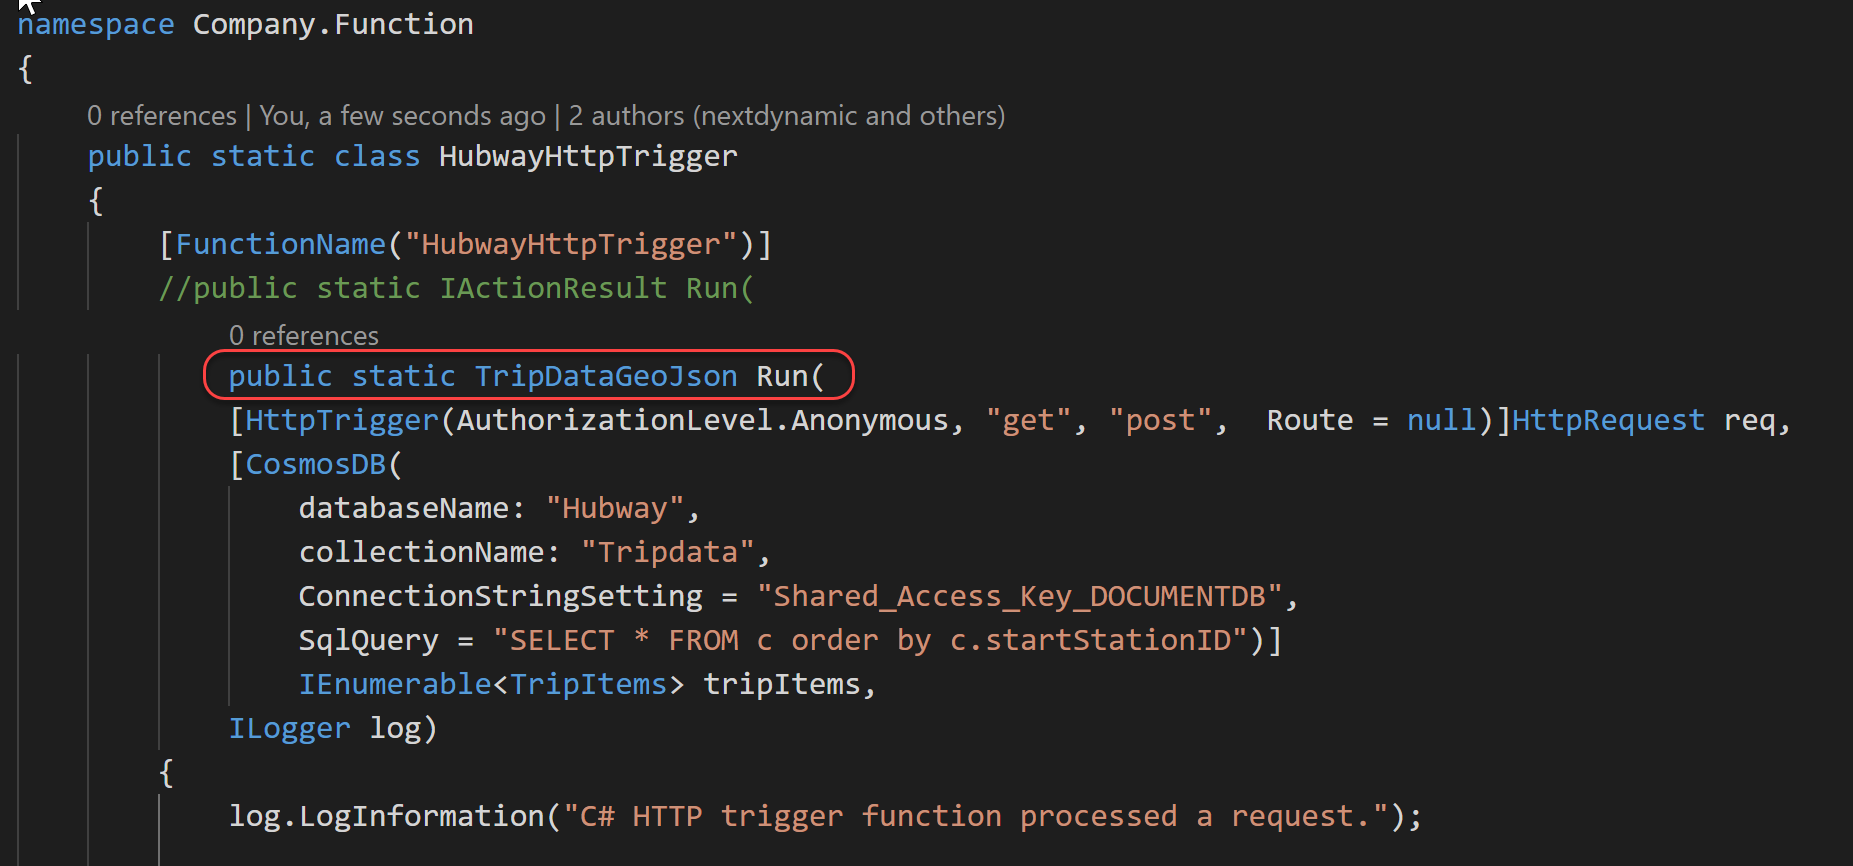 namespace Company.Function
{
0 references | You, a few seconds ago | 2 authors (nextdynamic and others)
public static class HubwayHttpTrigger
{
[FunctionName("HubwayHttpTrigger")]
//public static IActionResult Run(
0 references
public static TripDataGeoJson Run(
[HttpTrigger(AuthorizationLevel.Anonymous, "get", "post",  Route = null)]HttpRequest req,
[CosmosDB(
databaseName: "Hubway",
collectionName: "Tripdata",
ConnectionStringSetting = "Shared_Access_Key_DOCUMENTDB",
SqlQuery = "SELECT * FROM c order by c.startStationID")]
IEnumerable<TripItems> tripItems,
ILogger log)
{
log.LogInformation("C# HTTP trigger function processed a request.");